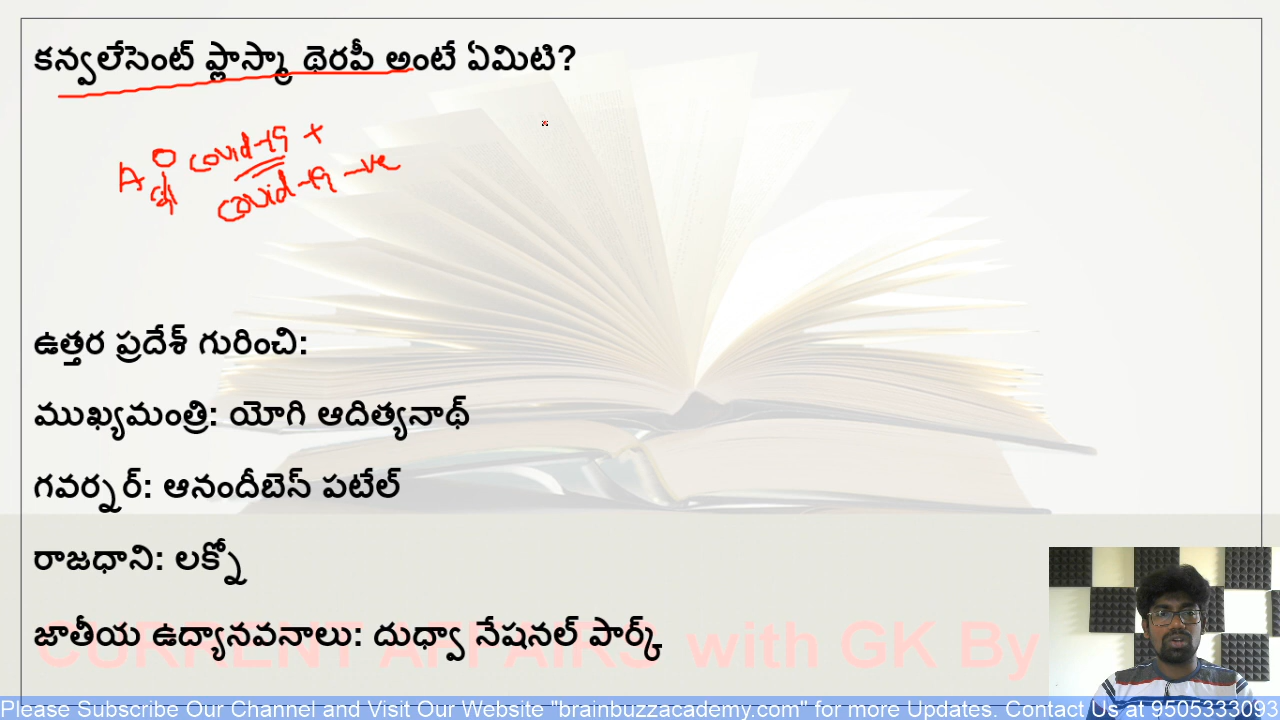 కన్వలేసెంట్ ప్లాస్మా థెరపీ అంటే ఏమిటి?
A covid-19 +
covid-19 -ve
ఉత్తర ప్రదేశ్ గురించి:
ముఖ్యమంత్రి: యోగి ఆదిత్యనాథ్
గవర్నర్: ఆనందీబెన్ పటేల్
రాజధాని: లక్నో
జాతీయ ఉద్యానవనాలు: దుధ్వా నేషనల్ పార్క్
CURRENT AFFAIRS with GK By
Please Subscribe Our Channel and Visit Our Website "brainbuzzacademy.com" for more Updates. Contact Us at 9505333093